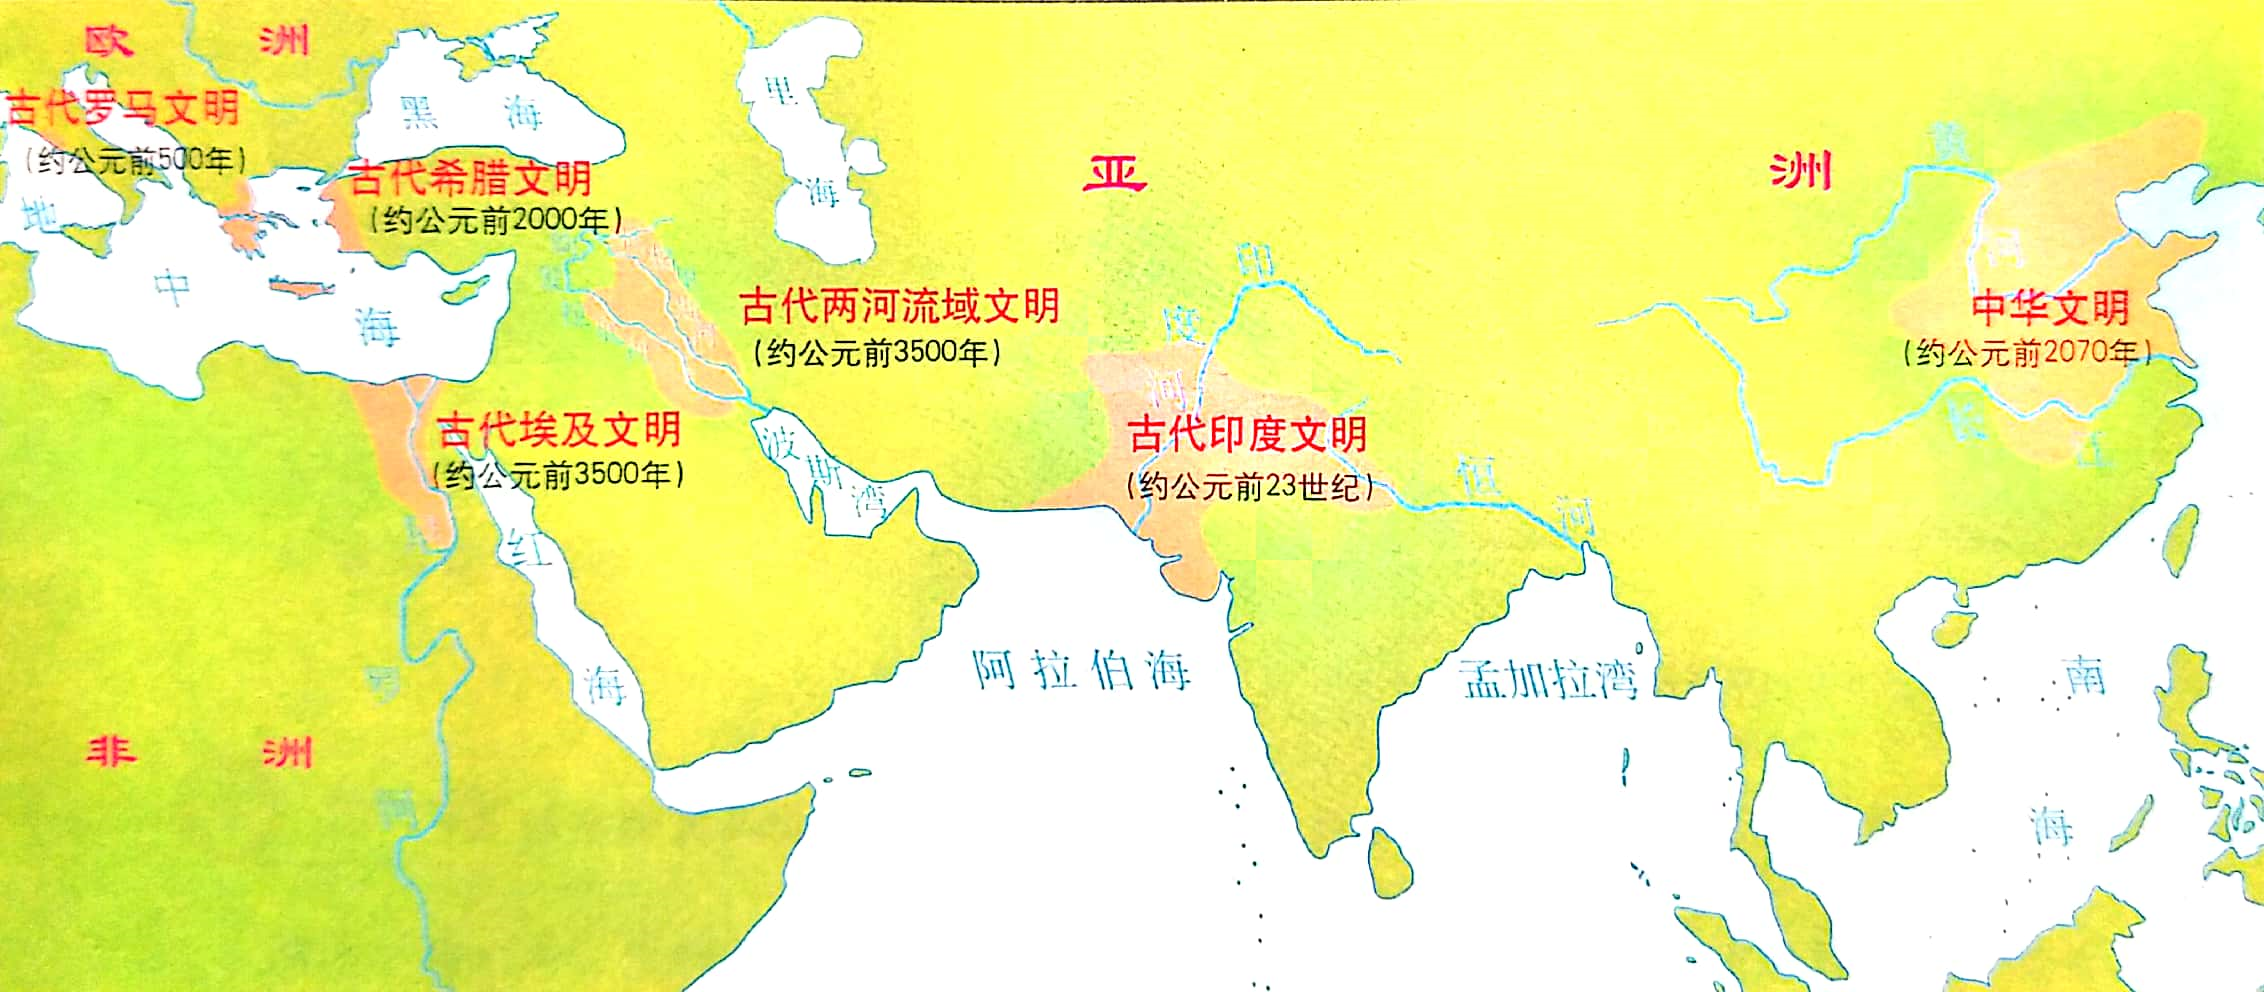 欧 洲
古代罗马文明
(约公元前500年)
地
中
海
黑 海
古代希腊文明
(约公元前2000年)
里
海
亚 洲
古代两河流域文明
(约公元前3500年)
古代埃及文明
(约公元前3500年)
波
斯
湾
红
海
印
度
河
古代印度文明
(约公元前23世纪)
恒
河
黄
河
中华文明
(约公元前2070年)
长
江
阿拉伯海
孟加拉湾
南
海
非 洲
罗
河